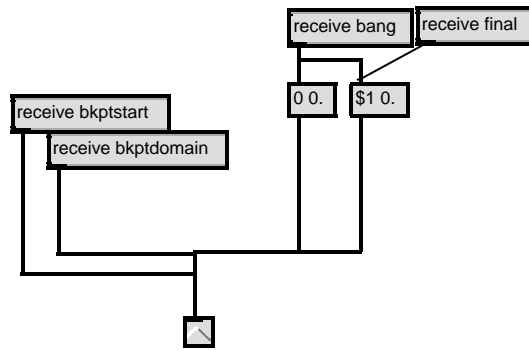 receive bang
receive final
0 0.
$1 0.
receive bkptstart
receive bkptdomain